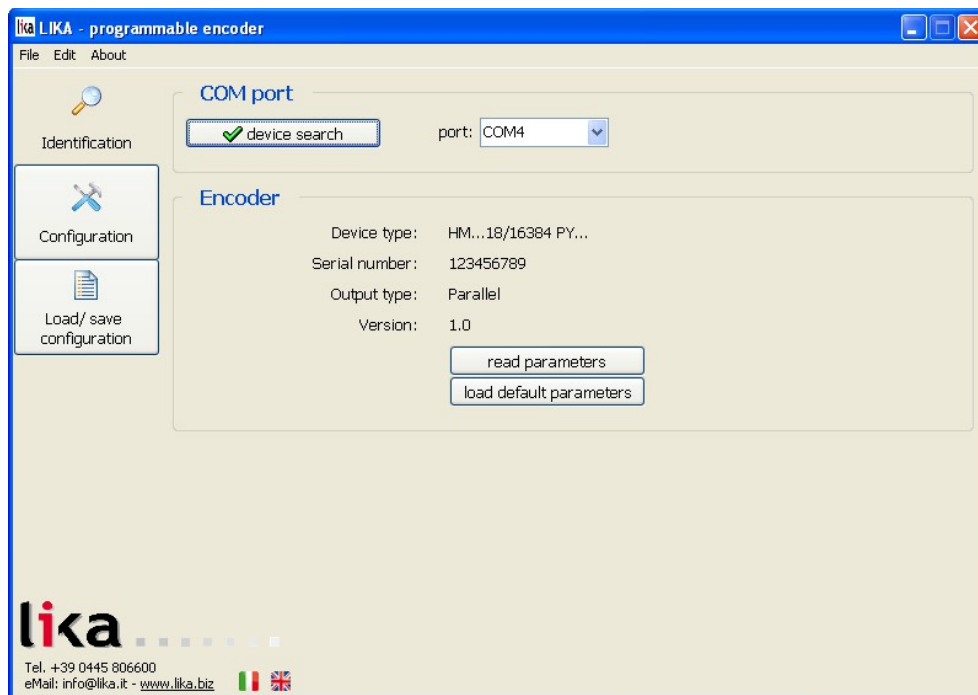 lika LIKA - programmable encoder
File Edit About
Identification
Configuration
Load/ save
configuration
COM port
device search
port: COM4
Encoder
Device type: HM...18/16384 PY...
Serial number: 123456789
Output type: Parallel
Version: 1.0
read parameters
load default parameters
lika
Tel. +39 0445 806600
eMail: info@lika.it - www.lika.biz